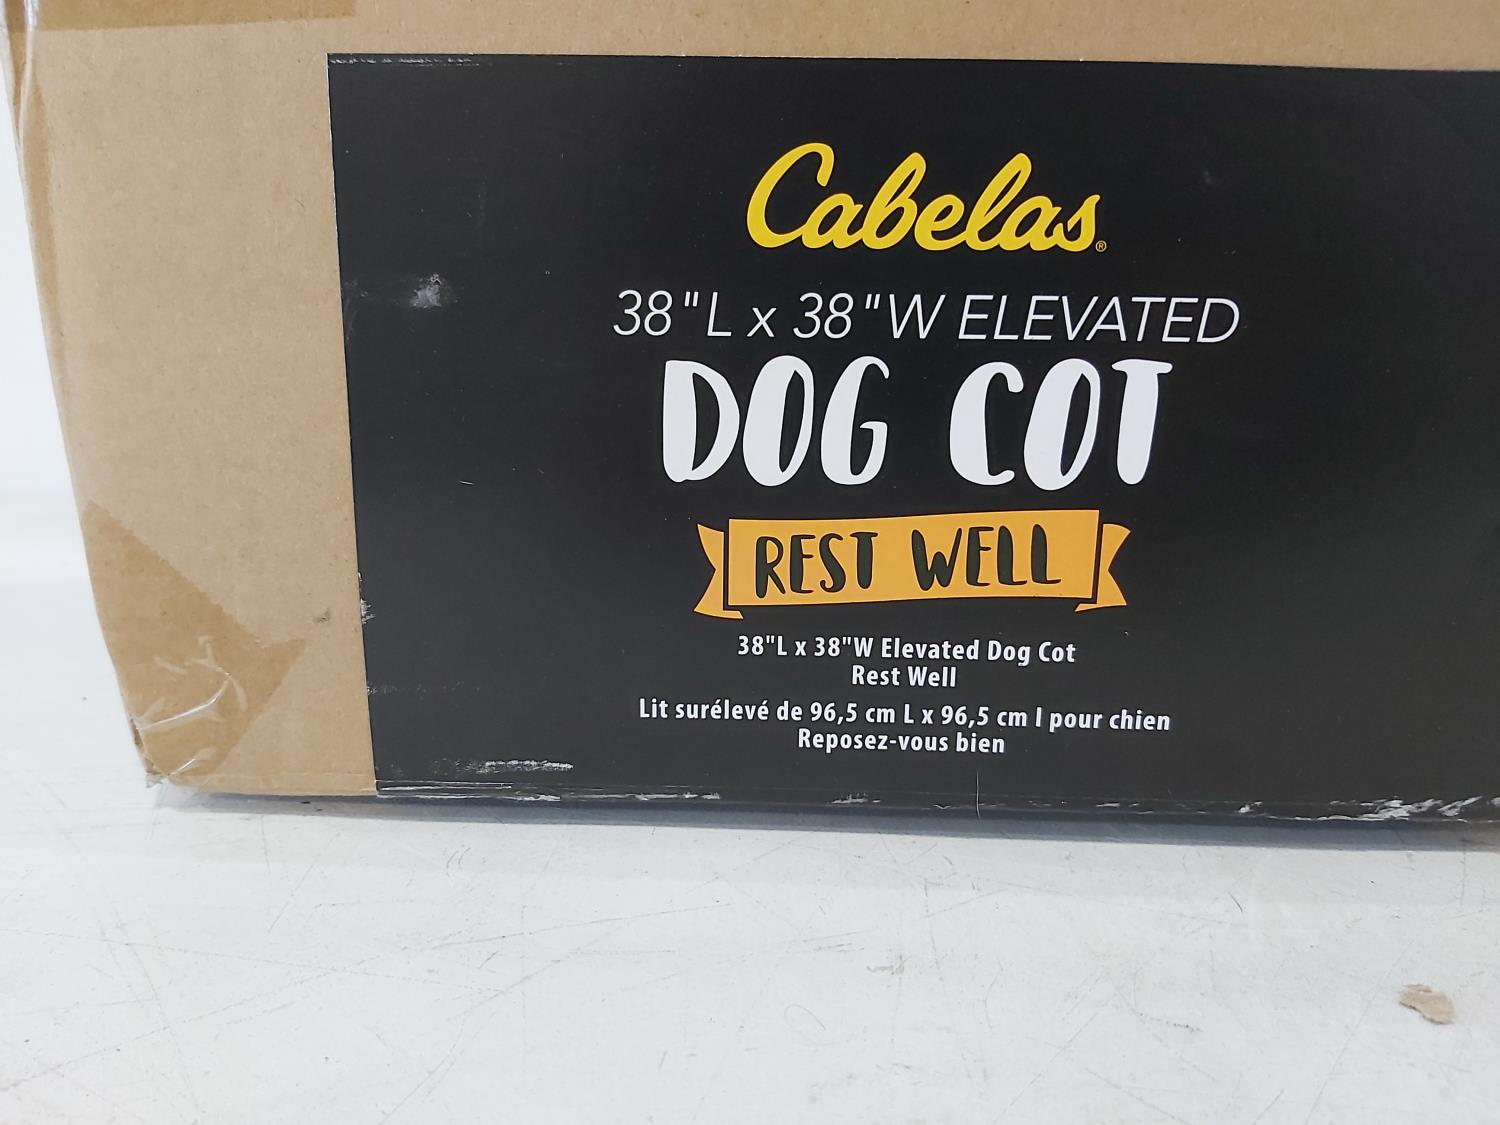 Cabelas®
38"L x 38"W ELEVATED
DOG COT
REST WELL
38"L x 38"W Elevated Dog Cot
Rest Well
Lit surélevé de 96,5 cm L x 96,5 cm l pour chien
Reposez-vous bien